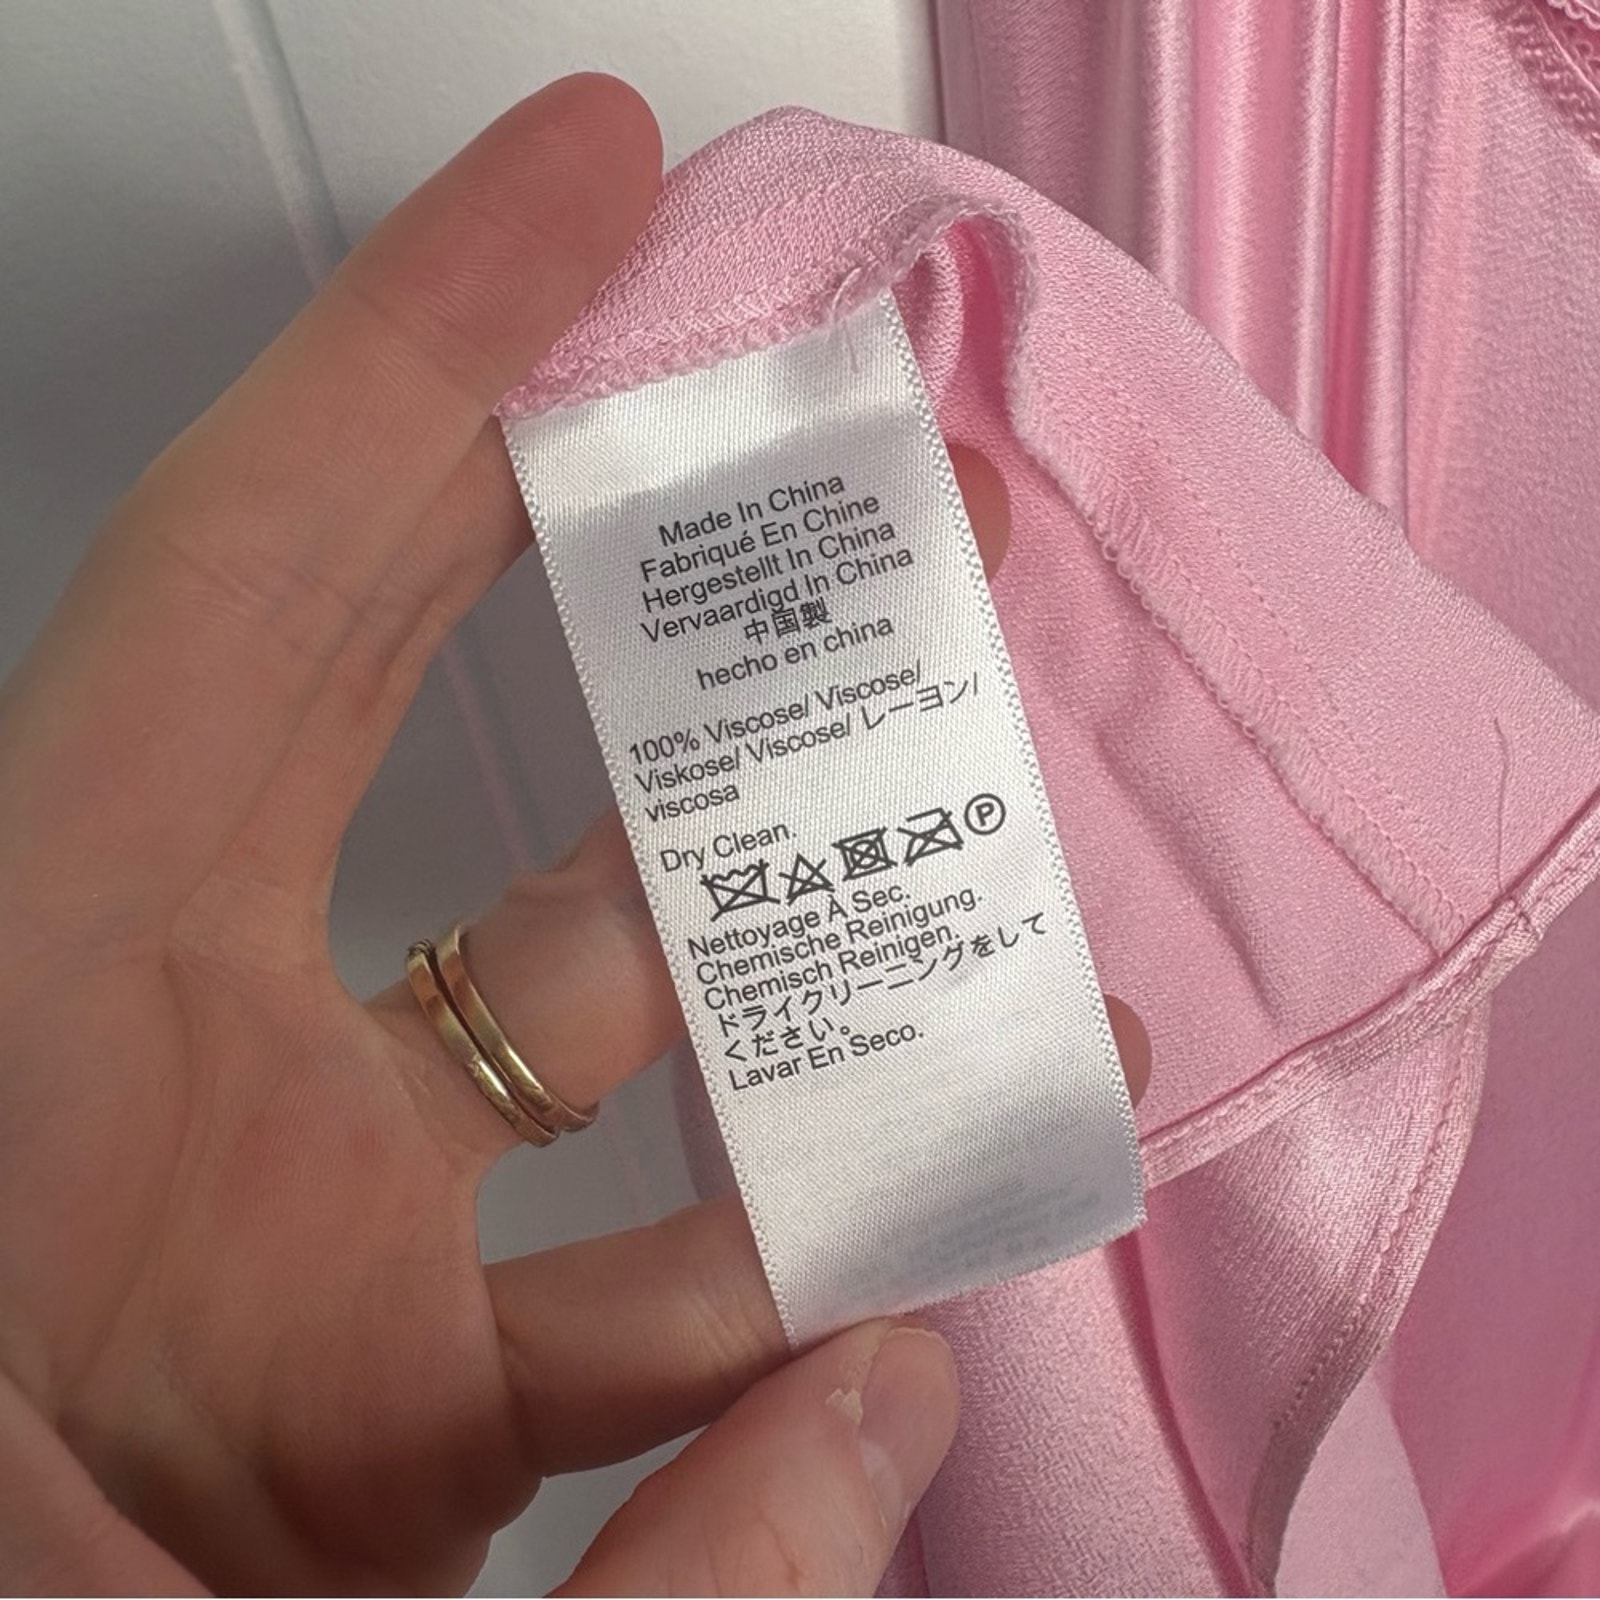 Made In China
Fabriqué En Chine
Hergestellt In China
Vervaardigd In China
中国製
hecho en china
100% Viscose/ Viscose/
Viskose/ Viscose/ レーヨン/
viscosa
Dry Clean.
P
Nettoyage À Sec.
Chemische Reinigung.
Chemisch Reinigen.
ドライクリーニングをして
ください。
Lavar En Seco.